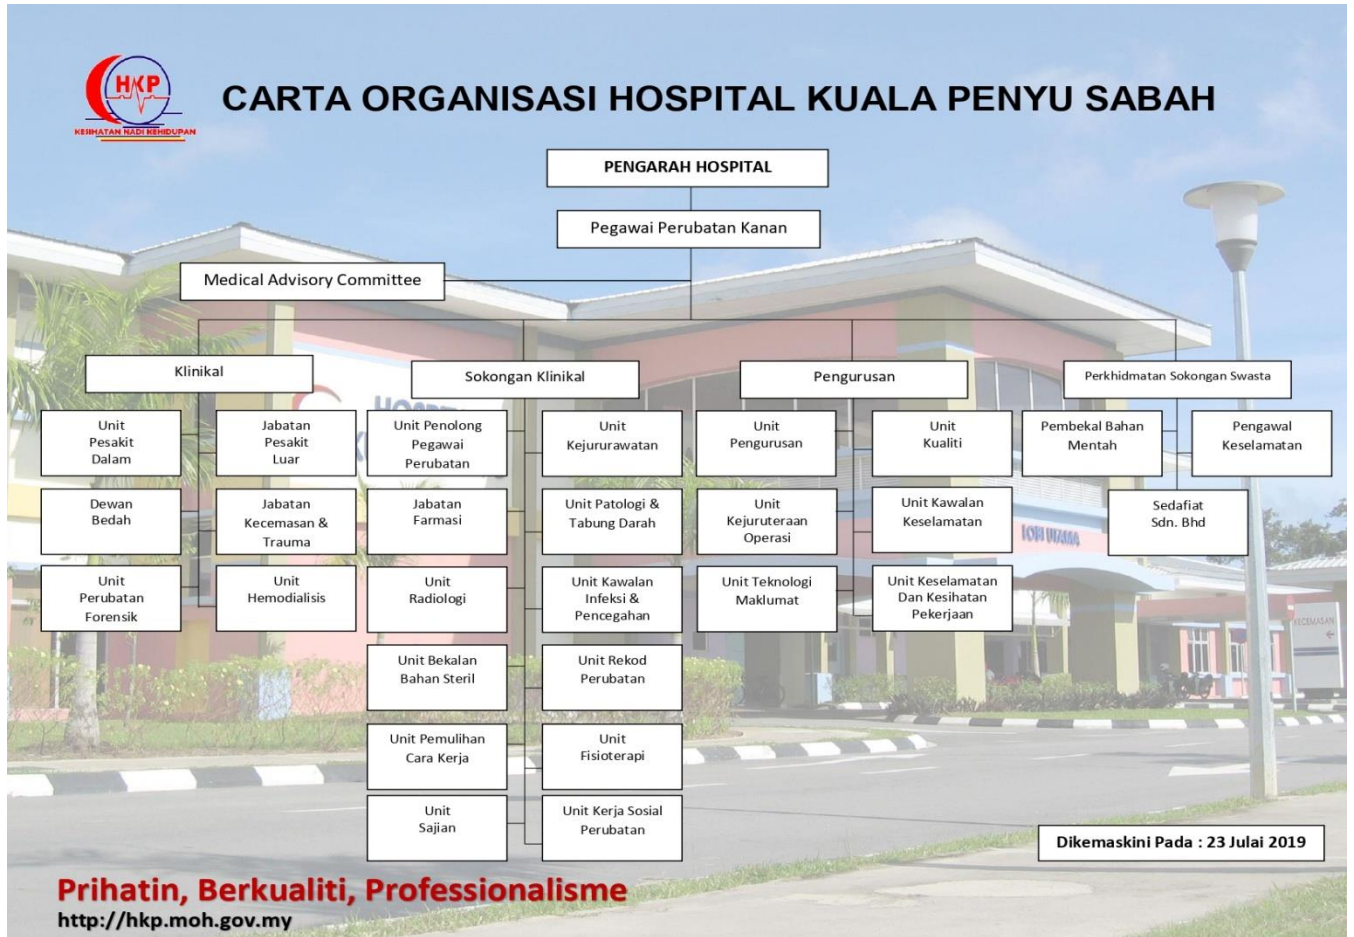 HKP
KESIHATAN NADI KEHIDUPAN
CARTA ORGANISASI HOSPITAL KUALA PENYU SABAH
PENGARAH HOSPITAL
Pegawai Perubatan Kanan
Medical Advisory Committee
Klinikal
Sokongan Klinikal
Pengurusan
Perkhidmatan Sokongan Swasta
Unit
Pesakit
Dalam
Jabatan
Pesakit
Luar
Unit Penolong
Pegawai
Perubatan
Unit
Kejururawatan
Unit
Pengurusan
Unit
Kualiti
Pembekal Bahan
Mentah
Pengawal
Keselamatan
Dewan
Bedah
Jabatan
Kecemasan &
Trauma
Jabatan
Farmasi
Unit Patologi &
Tabung Darah
Unit
Kejuruteraan
Operasi
Unit Kawalan
Keselamatan
Sedafiat
Sdn. Bhd
LOBI UTAMA
Unit
Perubatan
Forensik
Unit
Hemodialisis
Unit
Radiologi
Unit Kawalan
Infeksi &
Pencegahan
Unit Teknologi
Maklumat
Unit Keselamatan
Dan Kesihatan
Pekerjaan
KECEMASAN
Unit Bekalan
Bahan Steril
Unit Rekod
Perubatan
Unit Pemulihan
Cara Kerja
Unit
Fisioterapi
Unit
Sajian
Unit Kerja Sosial
Perubatan
Dikemaskini Pada : 23 Julai 2019
Prihatin, Berkualiti, Professionalisme
http://hkp.moh.gov.my